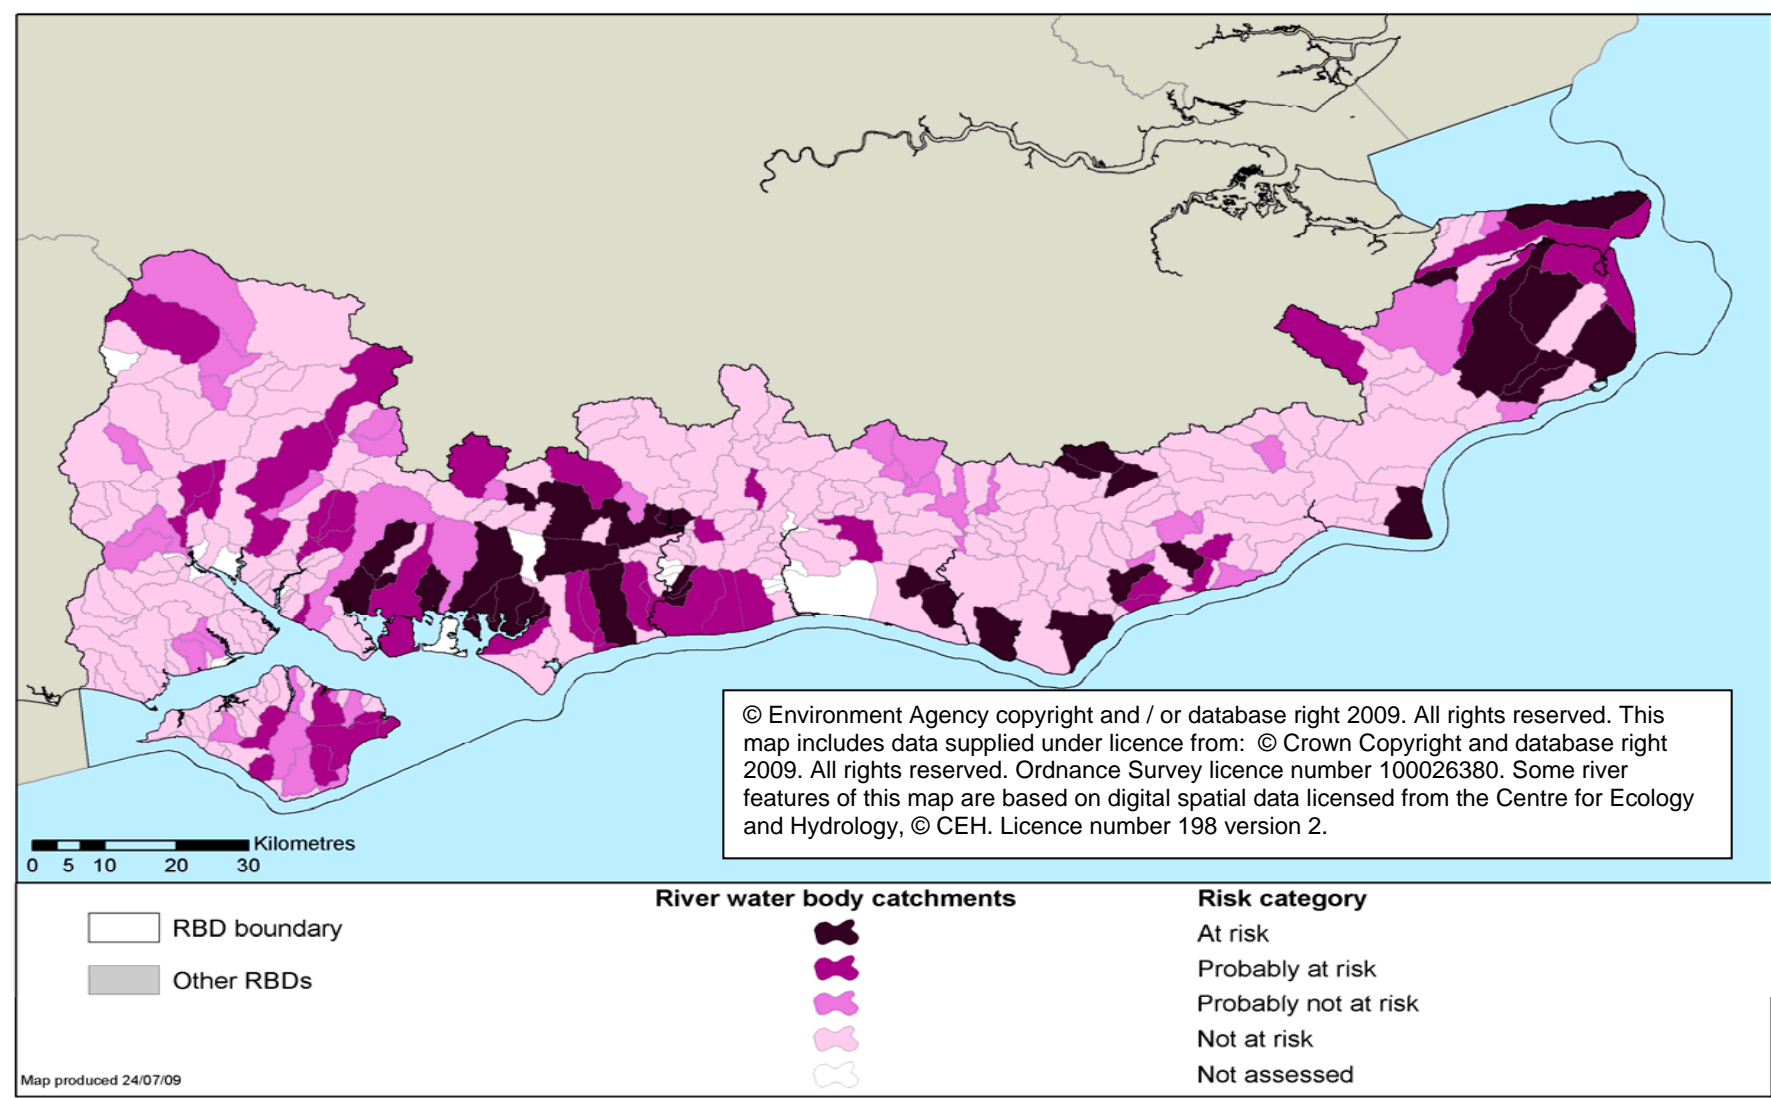 © Environment Agency copyright and / or database right 2009. All rights reserved. This
map includes data supplied under licence from:  © Crown Copyright and database right
2009. All rights reserved. Ordnance Survey licence number 100026380. Some river
features of this map are based on digital spatial data licensed from the Centre for Ecology
and Hydrology, © CEH. Licence number 198 version 2.
Kilometres
0 5 10 20 30
River water body catchments
Risk category
RBD boundary
Other RBDs
At risk
Probably at risk
Probably not at risk
Not at risk
Not assessed
Map produced 24/07/09